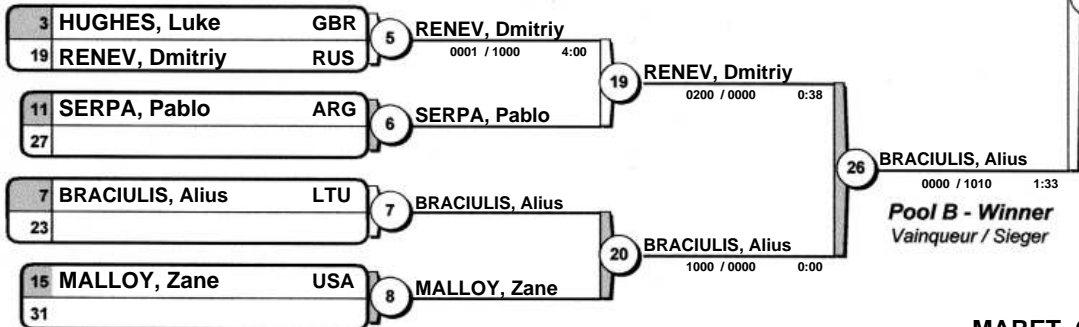 3 HUGHES, Luke GBR
19 RENEV, Dmitriy RUS
5
RENEV, Dmitriy
0001 / 1000 4:00
11 SERPA, Pablo ARG
27
6
SERPA, Pablo
19
RENEV, Dmitriy
0200 / 0000 0:38
7 BRACIULIS, Alius LTU
23
7
BRACIULIS, Alius
15 MALLOY, Zane USA
31
8
MALLOY, Zane
20
BRACIULIS, Alius
1000 / 0000 0:00
26
BRACIULIS, Alius
0000 / 1010 1:33
Pool B - Winner
Vainqueur / Sieger